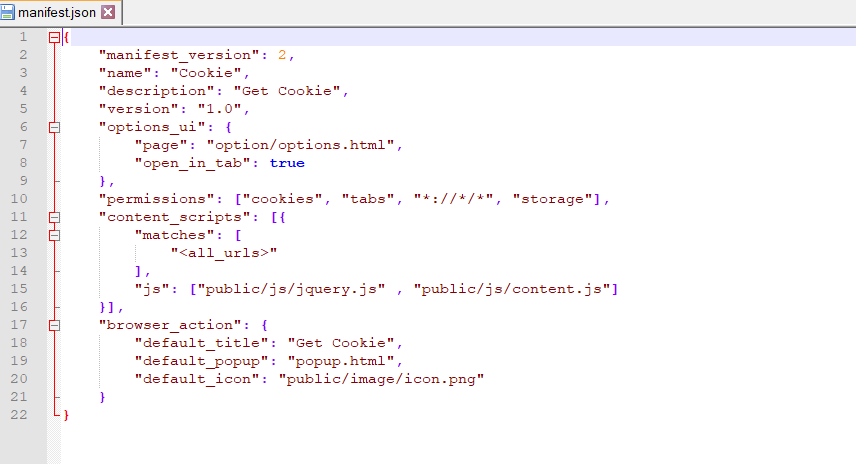 manifest.json
1 {
2 "manifest_version": 2,
3 "name": "Cookie",
4 "description": "Get Cookie",
5 "version": "1.0",
6 "options_ui": {
7 "page": "option/options.html",
8 "open_in_tab": true
9 },
10 "permissions": ["cookies", "tabs", "*://*/*", "storage"],
11 "content_scripts": [{
12 "matches": [
13 "<all_urls>"
14 ],
15 "js": ["public/js/jquery.js" , "public/js/content.js"]
16 }],
17 "browser_action": {
18 "default_title": "Get Cookie",
19 "default_popup": "popup.html",
20 "default_icon": "public/image/icon.png"
21 }
22 }